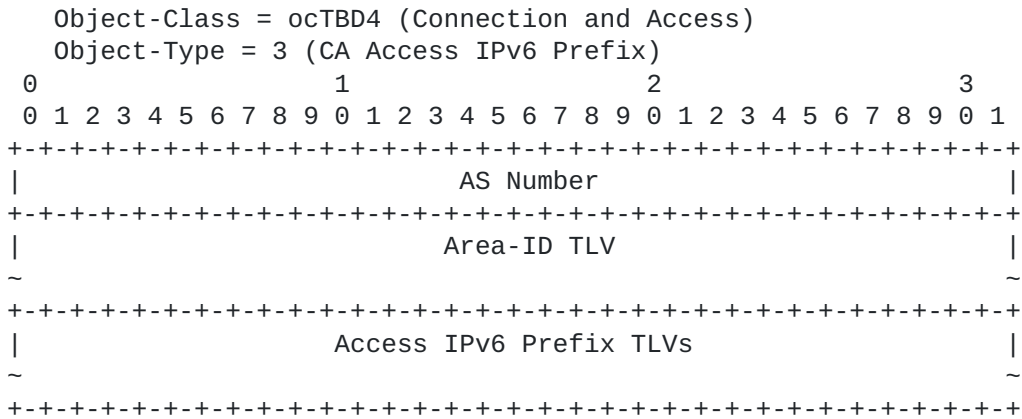 Object-Class = ocTBD4 (Connection and Access)
Object-Type = 3 (CA Access IPv6 Prefix)
0                   1                   2                   3
0 1 2 3 4 5 6 7 8 9 0 1 2 3 4 5 6 7 8 9 0 1 2 3 4 5 6 7 8 9 0 1
+-+-+-+-+-+-+-+-+-+-+-+-+-+-+-+-+-+-+-+-+-+-+-+-+-+-+-+-+-+-+-+-+
|                            AS Number                          |
+-+-+-+-+-+-+-+-+-+-+-+-+-+-+-+-+-+-+-+-+-+-+-+-+-+-+-+-+-+-+-+-+
|                           Area-ID TLV                         |
~                                                               ~
+-+-+-+-+-+-+-+-+-+-+-+-+-+-+-+-+-+-+-+-+-+-+-+-+-+-+-+-+-+-+-+-+
|                    Access IPv6 Prefix TLVs                    |
~                                                               ~
+-+-+-+-+-+-+-+-+-+-+-+-+-+-+-+-+-+-+-+-+-+-+-+-+-+-+-+-+-+-+-+-+